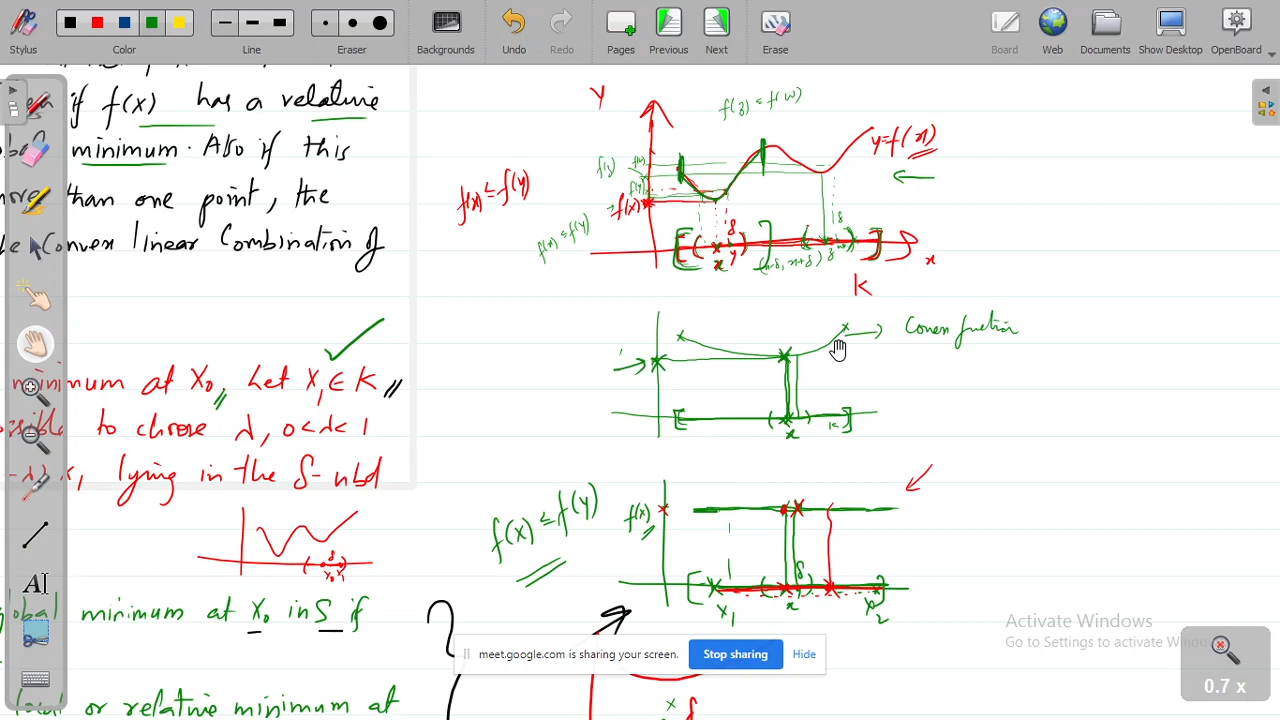 Stylus
Color
Line
Eraser
Backgrounds
Undo
Redo
Pages
Previous
Next
Erase
Board
Web
Documents
Show Desktop
OpenBoard
if f(x) has a relative
minimum. Also if this
than one point, the
Convex linear Combination of
minimum at X₀, Let X₁ ∈ K
to choose λ, 0<λ<1
lying in the δ-nbd
δ
X₀ X₁
global minimum at X₀ in S if
local or relative minimum at
Y
f(z) ≤ f(w)
y=f(x)
f(x) ≤ f(y)
f(x)
f(x) ≤ f(y)
δ
δ
x
y
(x-δ, x+δ)
x
K
Convex function
x
K
f(x) ≤ f(y)
f(x)
δ
X₁
x
X₂
meet.google.com is sharing your screen.
Stop sharing
Hide
Activate Windows
Go to Settings to activate Windows.
0.7 x